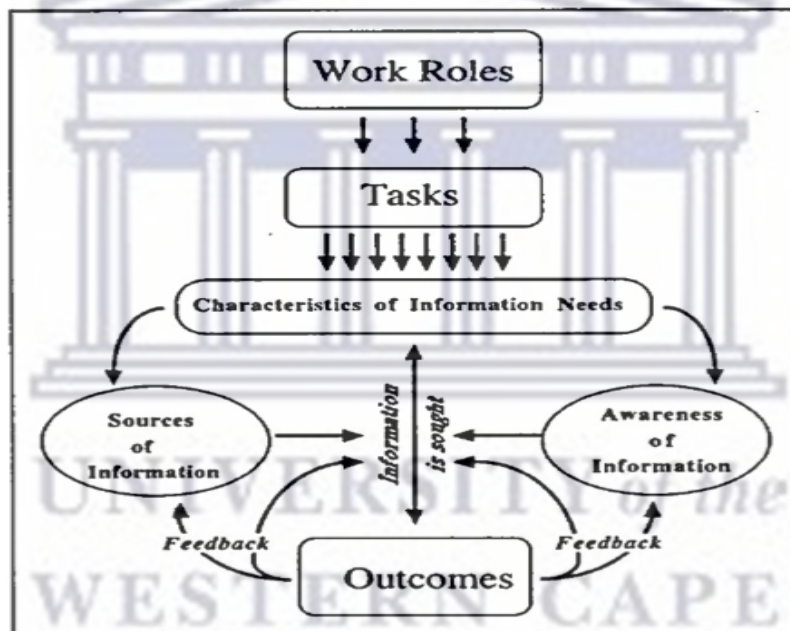 Work Roles
Tasks
Characteristics of Information Needs
Sources
of
Information
Information
is sought
Awareness
of
Information
Feedback
Feedback
Outcomes
UNIVERSITY of the
WESTERN CAPE